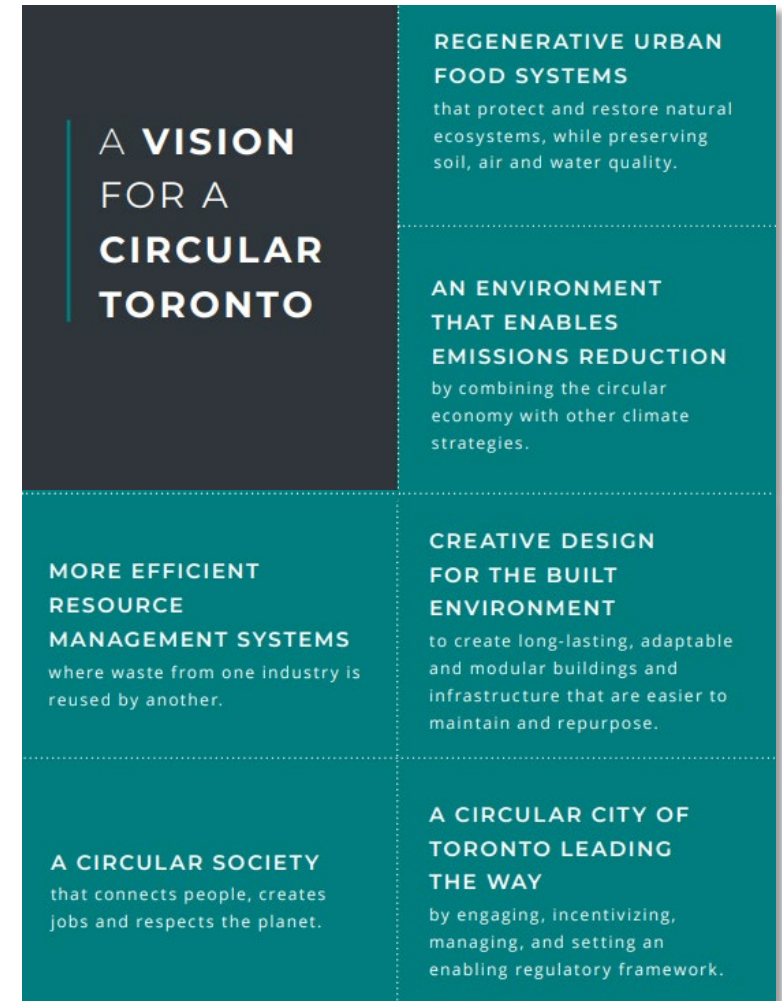 A VISION
FOR A
CIRCULAR
TORONTO
REGENERATIVE URBAN
FOOD SYSTEMS
that protect and restore natural
ecosystems, while preserving
soil, air and water quality.
AN ENVIRONMENT
THAT ENABLES
EMISSIONS REDUCTION
by combining the circular
economy with other climate
strategies.
MORE EFFICIENT
RESOURCE
MANAGEMENT SYSTEMS
where waste from one industry is
reused by another.
CREATIVE DESIGN
FOR THE BUILT
ENVIRONMENT
to create long-lasting, adaptable
and modular buildings and
infrastructure that are easier to
maintain and repurpose.
A CIRCULAR SOCIETY
that connects people, creates
jobs and respects the planet.
A CIRCULAR CITY OF
TORONTO LEADING
THE WAY
by engaging, incentivizing,
managing, and setting an
enabling regulatory framework.